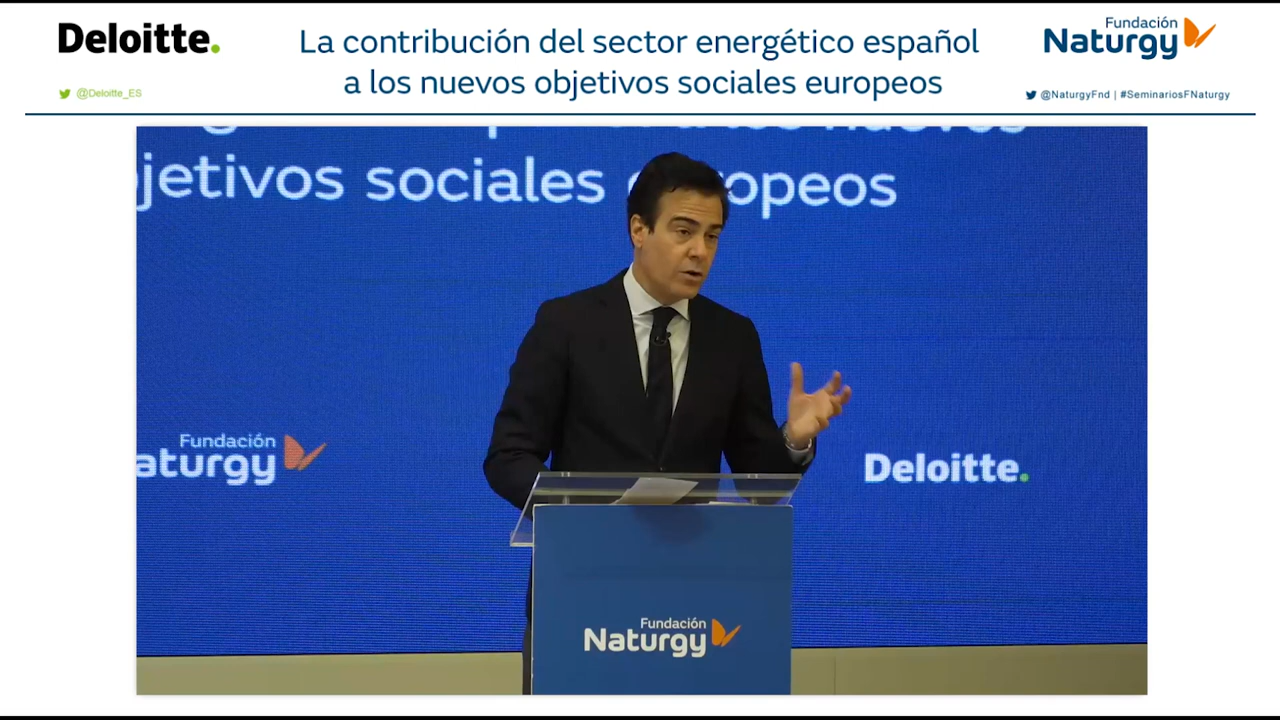 Deloitte.
La contribución del sector energético español
a los nuevos objetivos sociales europeos
Fundación
Naturgy
@Deloitte_ES
@NaturgyFnd | #SeminariosFNaturgy
jetivos sociales
Fundación
aturgy
Deloitte.
Fundación
Naturgy